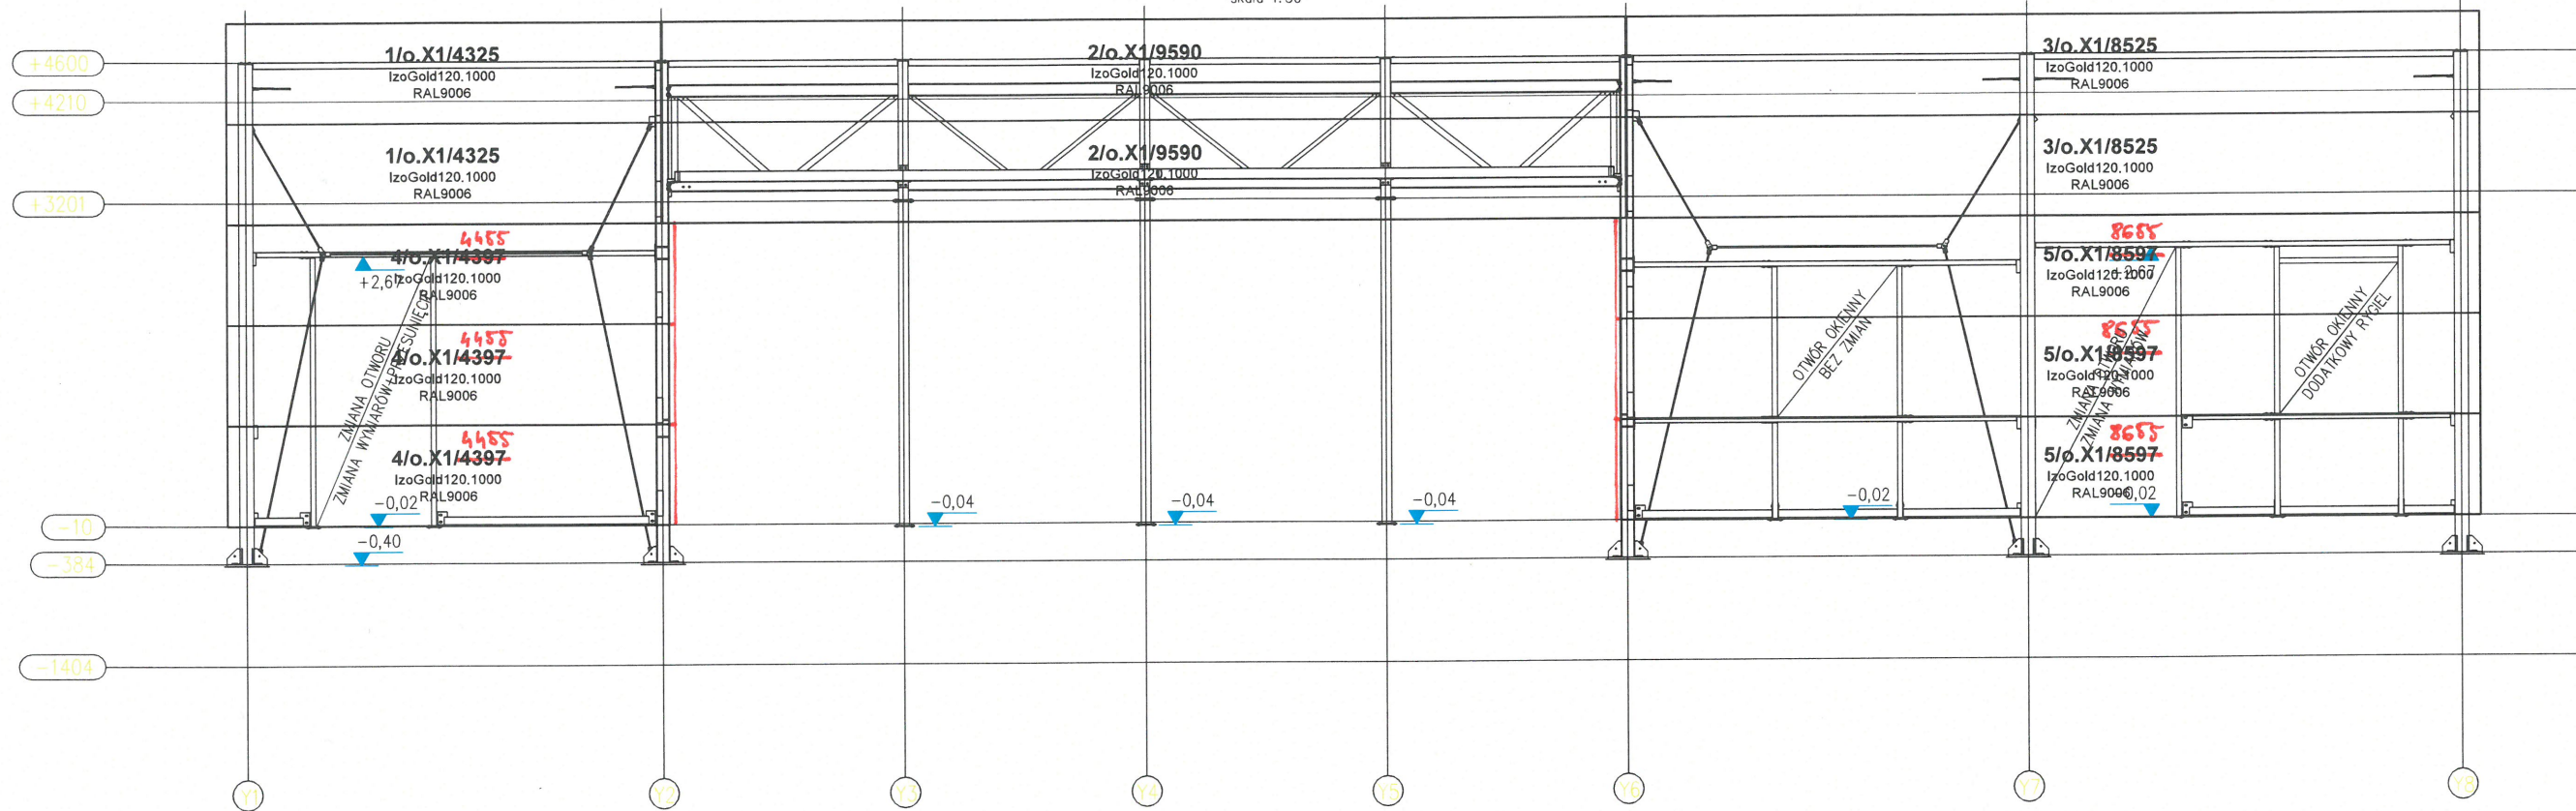 +4600
+4210
+3201
-10
-384
-1404
1/o.X1/4325
IzoGold120.1000
RAL9006
2/o.X1/9590
IzoGold120.1000
RAL9006
3/o.X1/8525
IzoGold120.1000
RAL9006
1/o.X1/4325
IzoGold120.1000
RAL9006
2/o.X1/9590
IzoGold120.1000
RAL9006
3/o.X1/8525
IzoGold120.1000
RAL9006
4455
4/o.X1/4397
IzoGold120.1000
RAL9006
+2,67
8655
5/o.X1/8597
IzoGold120.1000
RAL9006
+2,67
4455
4/o.X1/4397
IzoGold120.1000
RAL9006
8655
5/o.X1/8597
IzoGold120.1000
RAL9006
4455
4/o.X1/4397
IzoGold120.1000
RAL9006
8655
5/o.X1/8597
IzoGold120.1000
RAL9006
ZMIANA OTWORU
ZMIANA WYMIARÓW+PRZESUNIĘCIE
OTWÓR OKIENNY
BEZ ZMIAN
ZMIANA OTWORU
ZMIANA WYMIARÓW
OTWÓR OKIENNY
DODATKOWY RYGIEL
-0,02
-0,04
-0,04
-0,04
-0,02
-0,02
-0,40
Y1
Y2
Y3
Y4
Y5
Y6
Y7
Y8